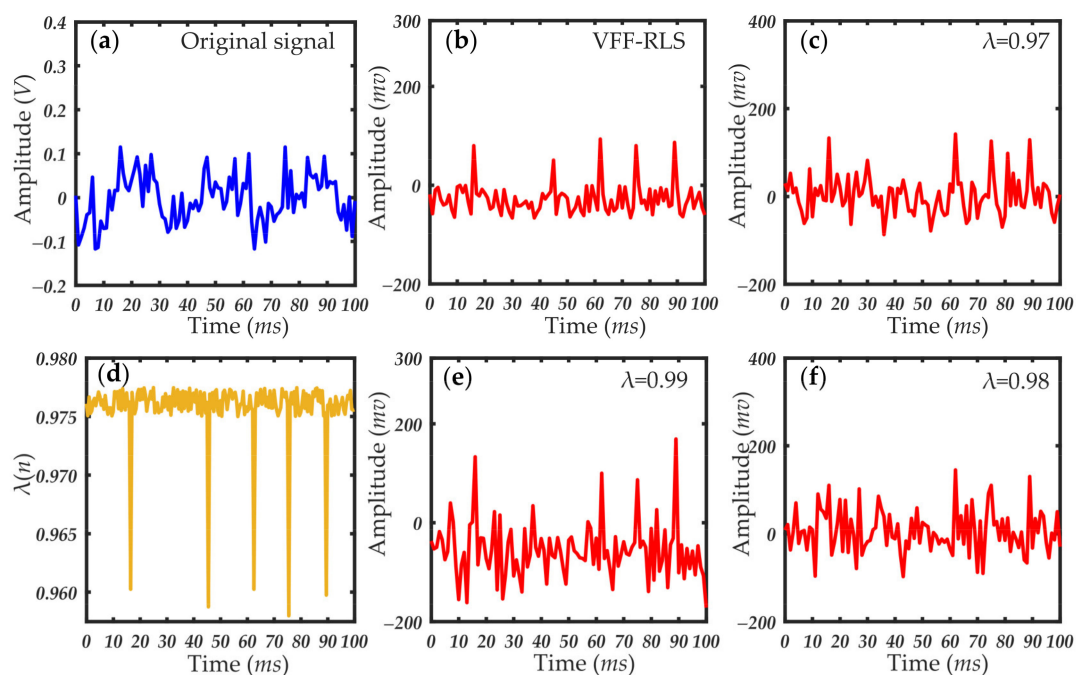 (a) Original signal
Amplitude (V)
0.4
0.3
0.2
0.1
0
−0.1
−0.2
0 10 20 30 40 50 60 70 80 90 100
Time (ms)
(b) VFF-RLS
Amplitude (mv)
300
200
0
−200
0 10 20 30 40 50 60 70 80 90 100
Time (ms)
(c) λ=0.97
Amplitude (mv)
400
200
0
−200
0 10 20 30 40 50 60 70 80 90 100
Time (ms)
(d)
λ(n)
0.980
0.975
0.970
0.965
0.960
0 10 20 30 40 50 60 70 80 90 100
Time (ms)
(e) λ=0.99
Amplitude (mv)
300
200
0
−200
0 10 20 30 40 50 60 70 80 90 100
Time (ms)
(f) λ=0.98
Amplitude (mv)
400
200
0
−200
0 10 20 30 40 50 60 70 80 90 100
Time (ms)